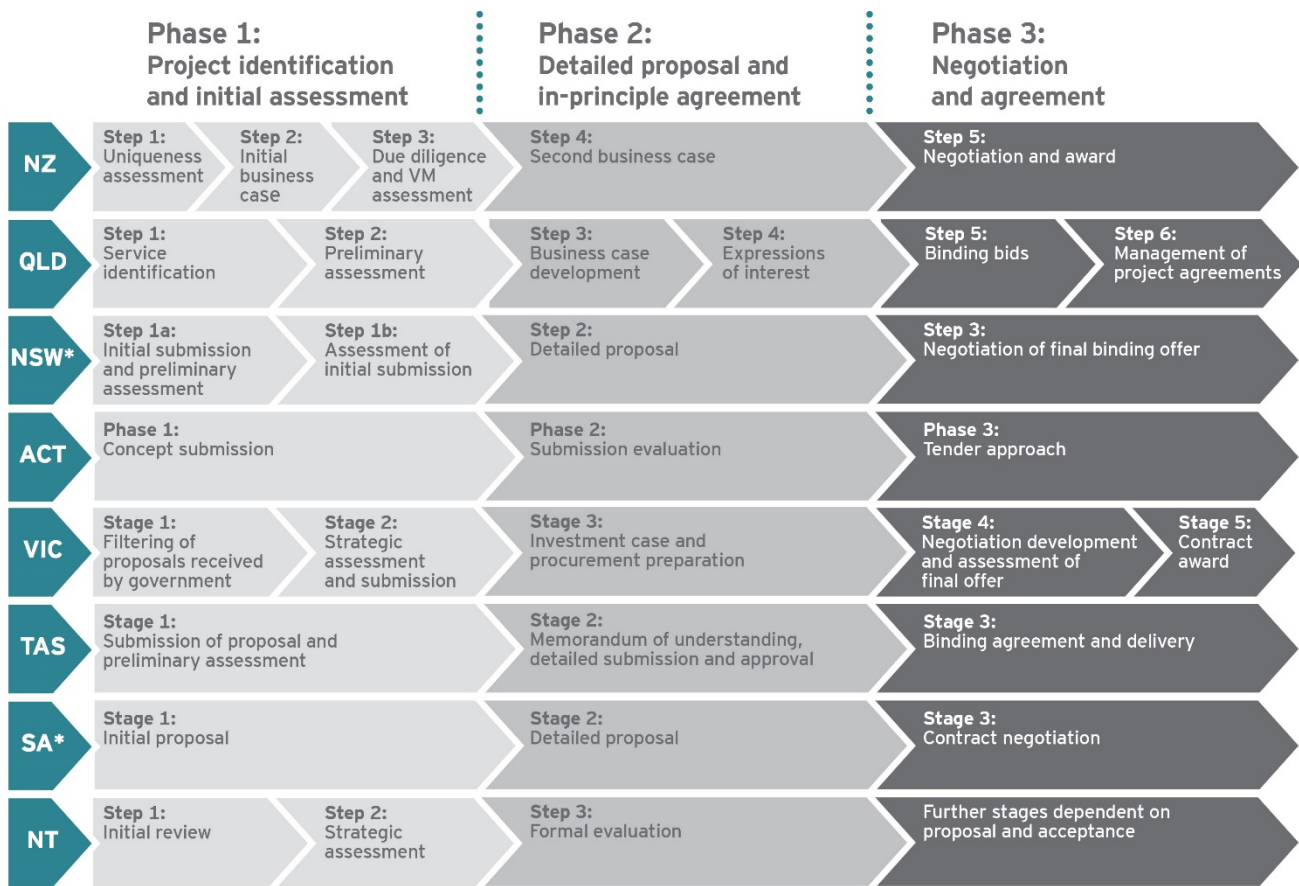 Phase 1:
Project identification
and initial assessment
Phase 2:
Detailed proposal and
in-principle agreement
Phase 3:
Negotiation
and agreement
NZ
Step 1:
Uniqueness
assessment
Step 2:
Initial
business
case
Step 3:
Due diligence
and VM
assessment
Step 4:
Second business case
Step 5:
Negotiation and award
QLD
Step 1:
Service
identification
Step 2:
Preliminary
assessment
Step 3:
Business case
development
Step 4:
Expressions
of interest
Step 5:
Binding bids
Step 6:
Management of
project agreements
NSW*
Step 1a:
Initial submission
and preliminary
assessment
Step 1b:
Assessment of
initial submission
Step 2:
Detailed proposal
Step 3:
Negotiation of final binding offer
ACT
Phase 1:
Concept submission
Phase 2:
Submission evaluation
Phase 3:
Tender approach
VIC
Stage 1:
Filtering of
proposals received
by government
Stage 2:
Strategic
assessment
and submission
Stage 3:
Investment case and
procurement preparation
Stage 4:
Negotiation development
and assessment of
final offer
Stage 5:
Contract
award
TAS
Stage 1:
Submission of proposal and
preliminary assessment
Stage 2:
Memorandum of understanding,
detailed submission and approval
Stage 3:
Binding agreement and delivery
SA*
Stage 1:
Initial proposal
Stage 2:
Detailed proposal
Stage 3:
Contract negotiation
NT
Step 1:
Initial review
Step 2:
Strategic
assessment
Step 3:
Formal evaluation
Further stages dependent on
proposal and acceptance